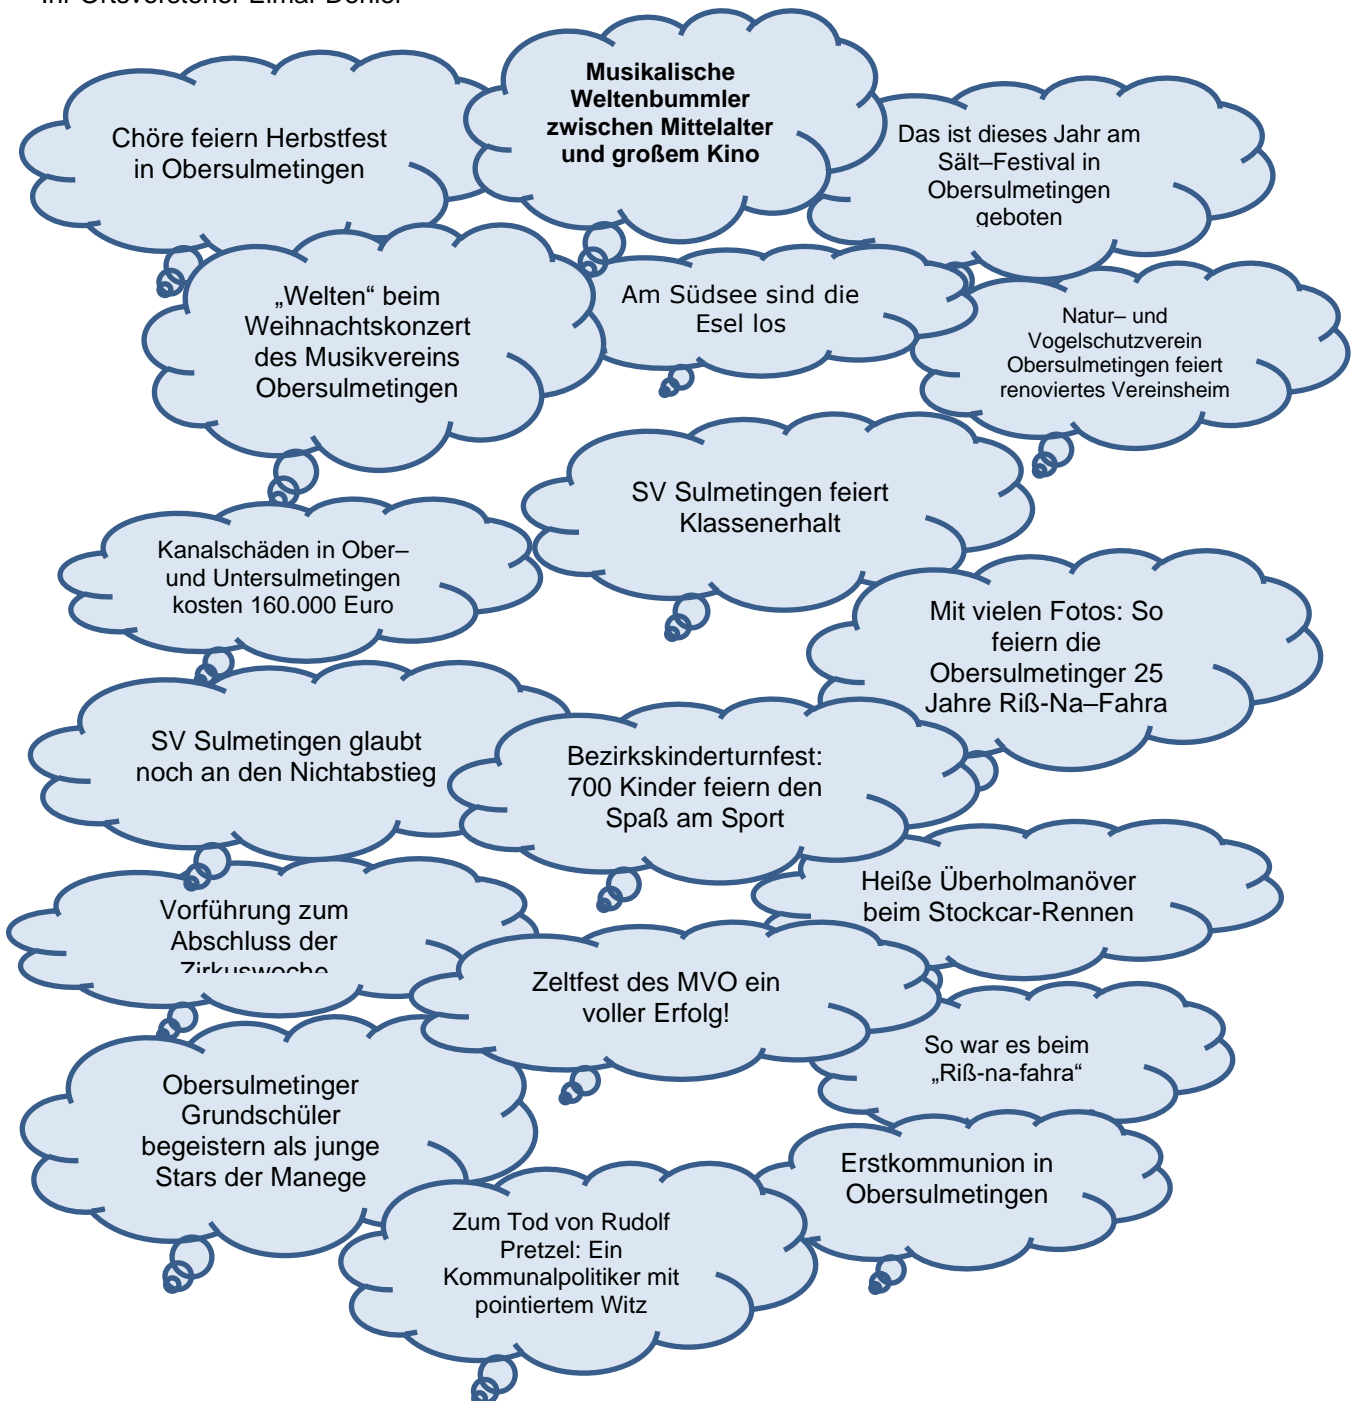 Ihr Ortsvorsteher Elmar Dehler
Musikalische
Weltenbummler
zwischen Mittelalter
und großem Kino
Chöre feiern Herbstfest
in Obersulmetingen
Das ist dieses Jahr am
Sält–Festival in
Obersulmetingen
geboten
„Welten“ beim
Weihnachtskonzert
des Musikvereins
Obersulmetingen
Am Südsee sind die
Esel los
Natur– und
Vogelschutzverein
Obersulmetingen feiert
renoviertes Vereinsheim
SV Sulmetingen feiert
Klassenerhalt
Kanalschäden in Ober–
und Untersulmetingen
kosten 160.000 Euro
Mit vielen Fotos: So
feiern die
Obersulmetinger 25
Jahre Riß-Na–Fahra
SV Sulmetingen glaubt
noch an den Nichtabstieg
Bezirkskinderturnfest:
700 Kinder feiern den
Spaß am Sport
Heiße Überholmanöver
beim Stockcar-Rennen
Vorführung zum
Abschluss der
Zirkuswoche
Zeltfest des MVO ein
voller Erfolg!
So war es beim
„Riß-na-fahra“
Obersulmetinger
Grundschüler
begeistern als junge
Stars der Manege
Erstkommunion in
Obersulmetingen
Zum Tod von Rudolf
Pretzel: Ein
Kommunalpolitiker mit
pointiertem Witz